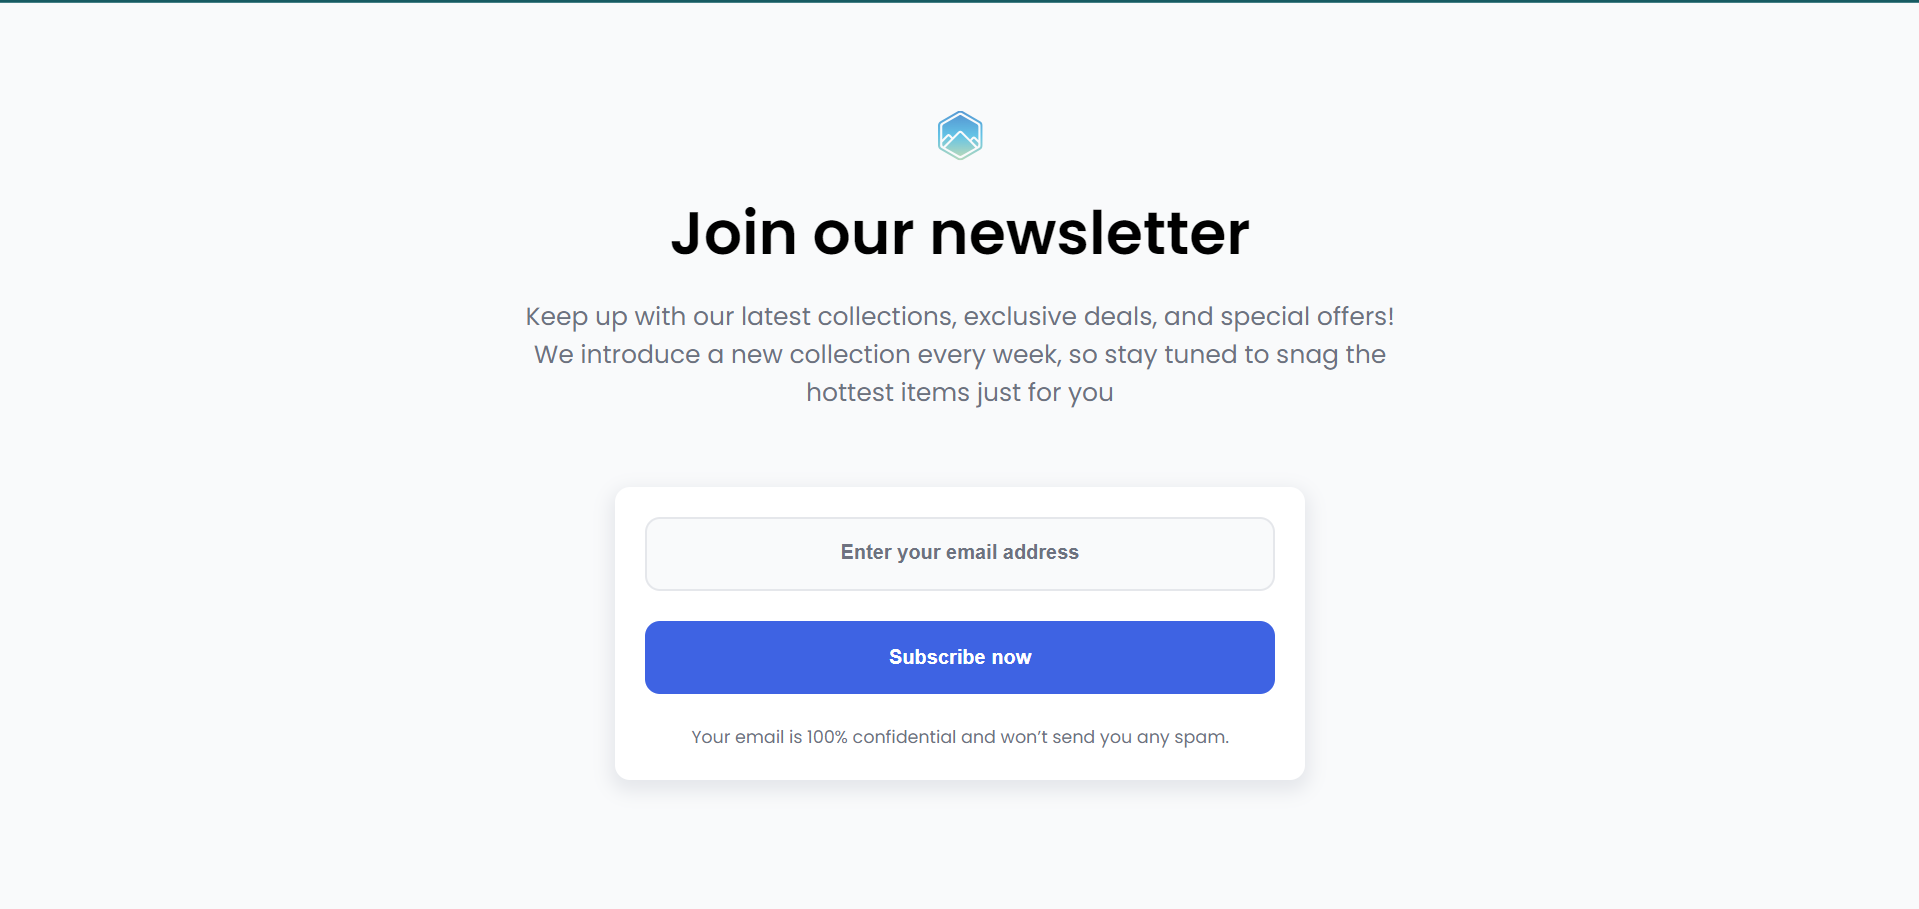 Join our newsletter
Keep up with our latest collections, exclusive deals, and special offers!
We introduce a new collection every week, so stay tuned to snag the
hottest items just for you
Enter your email address
Subscribe now
Your email is 100% confidential and won’t send you any spam.